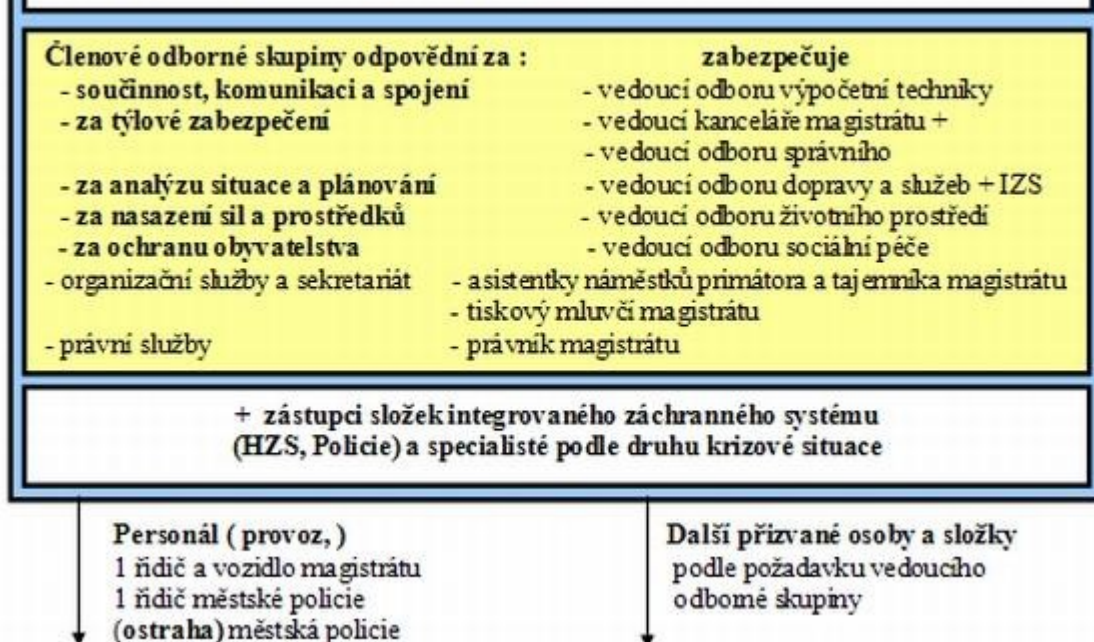 Členové odborné skupiny odpovědní za : zabezpečuje
- součinnost, komunikaci a spojení - vedoucí odboru výpočetní techniky
- za týlové zabezpečení - vedoucí kanceláře magistrátu +
- vedoucí odboru správního
- za analýzu situace a plánování - vedoucí odboru dopravy a služeb + IZS
- za nasazení sil a prostředků - vedoucí odboru životního prostředí
- za ochranu obyvatelstva - vedoucí odboru sociální péče
- organizační služby a sekretariát - asistentky náměstků primátora a tajemníka magistrátu
- tiskový mluvčí magistrátu
- právní služby - právník magistrátu
+ zástupci složek integrovaného záchranného systému
(HZS, Policie) a specialisté podle druhu krizové situace
Personál ( provoz, )
1 řidič a vozidlo magistrátu
1 řidič městské policie
(ostraha) městská policie
Další přizvané osoby a složky
podle požadavku vedoucího
odborné skupiny